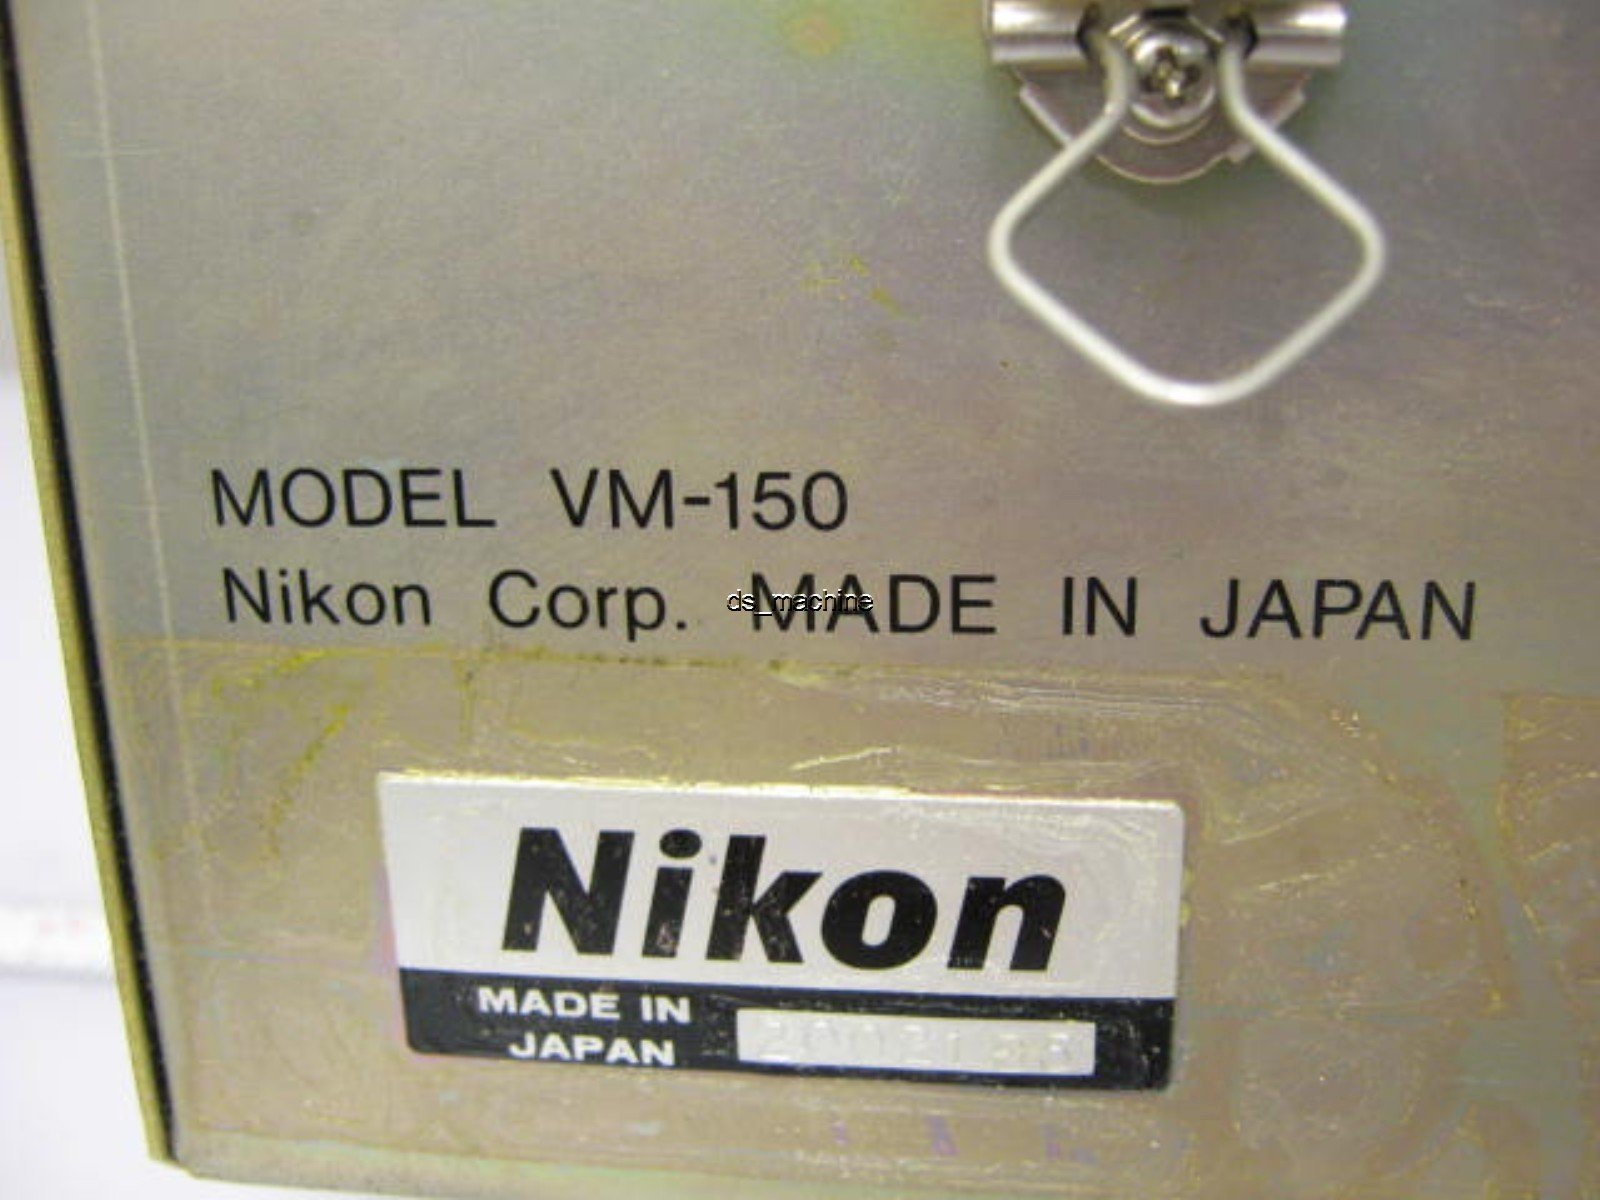 MODEL VM-150
Nikon Corp. MADE IN JAPAN
ds_machine
Nikon
MADE IN
JAPAN